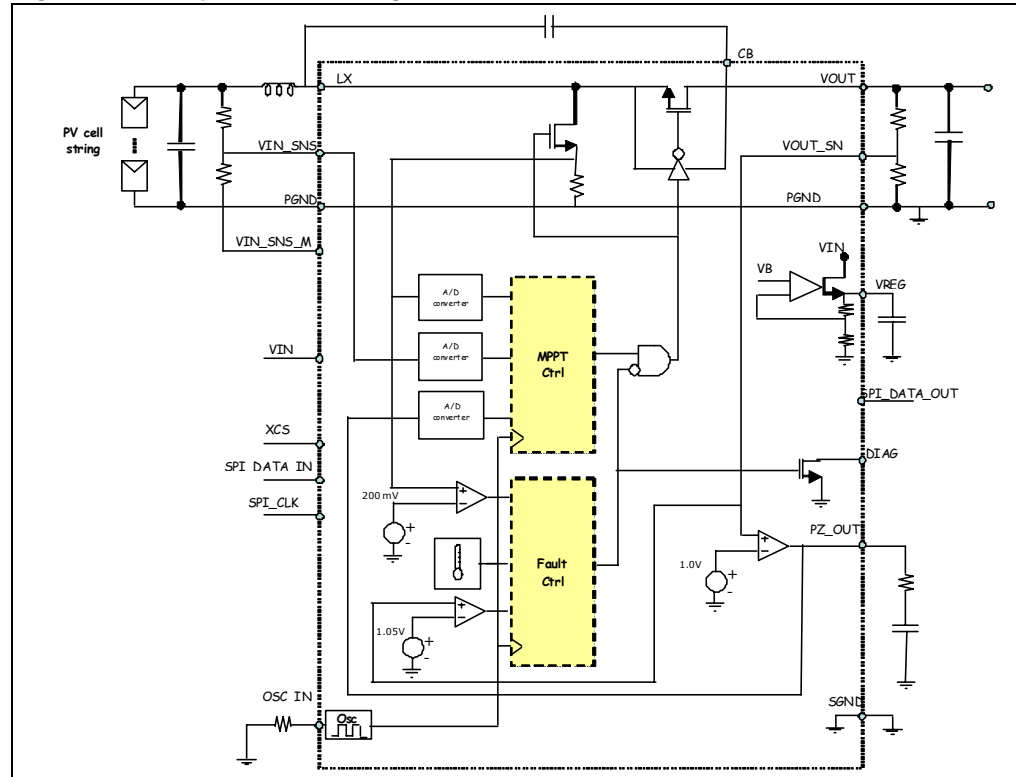 CB
LX
VOUT
PV cell
string
VIN_SNS
VOUT_SN
PGND
PGND
VIN_SNS_M
VIN
VB
VREG
A/D
converter
A/D
converter
MPPT
Ctrl
VIN
A/D
converter
SPI_DATA_OUT
XCS
DIAG
SPI DATA IN
200 mV
+
-
+
-
SPI_CLK
PZ_OUT
+
-
1.0V
+
-
Fault
Ctrl
+
-
1.05V
+
-
OSC IN
Osc
SGND